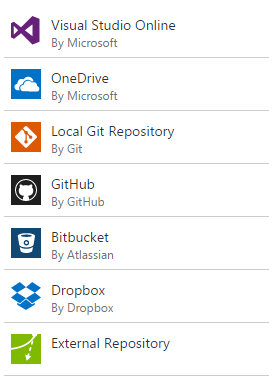 Visual Studio Online
By Microsoft
OneDrive
By Microsoft
Local Git Repository
By Git
GitHub
By GitHub
Bitbucket
By Atlassian
Dropbox
By Dropbox
External Repository